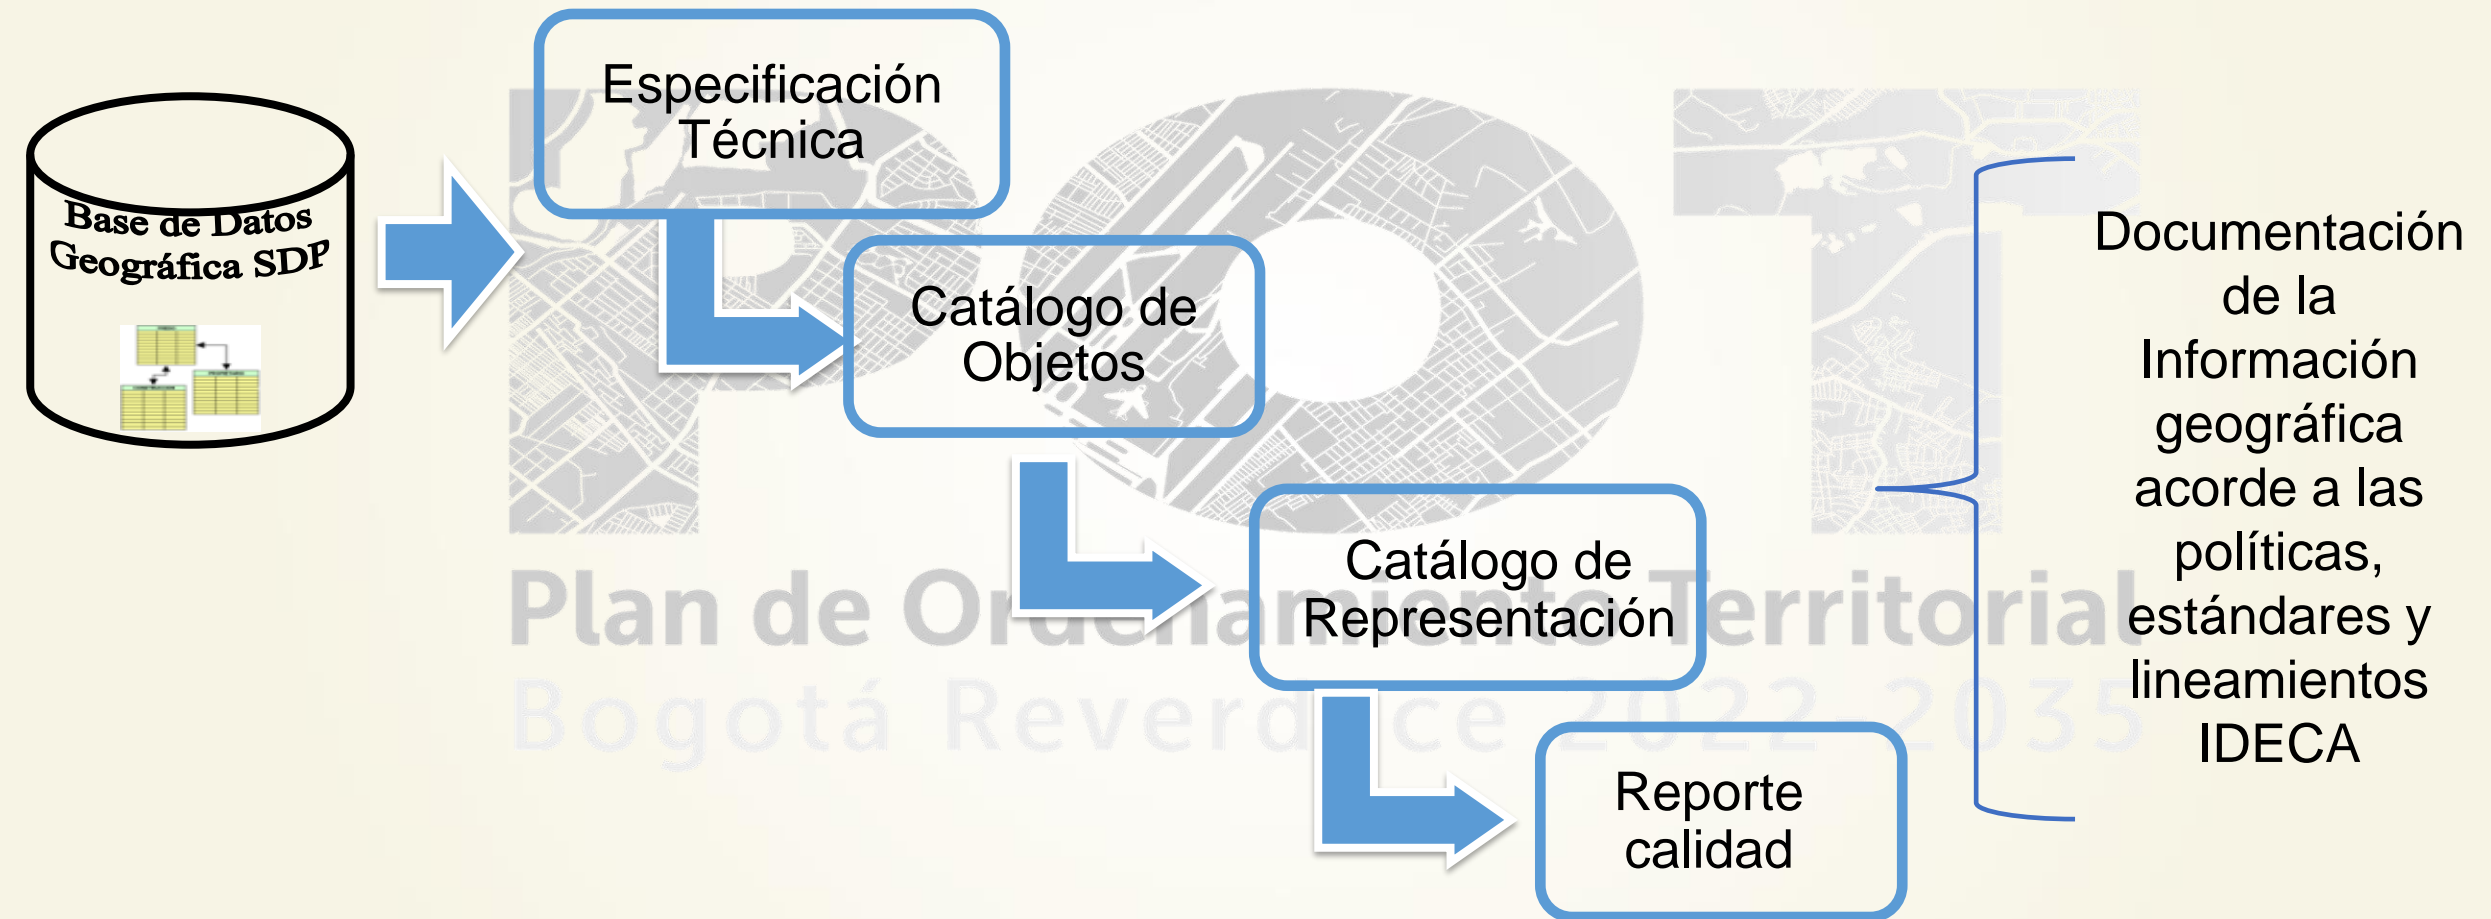 Base de Datos
Geográfica SDP
Especificación
Técnica
Catálogo de
Objetos
Catálogo de
Representación
Reporte
calidad
Documentación
de la
Información
geográfica
acorde a las
políticas,
estándares y
lineamientos
IDECA
POT
Plan de Ordenamiento Territorial
Bogotá Reverdece 2022-2035